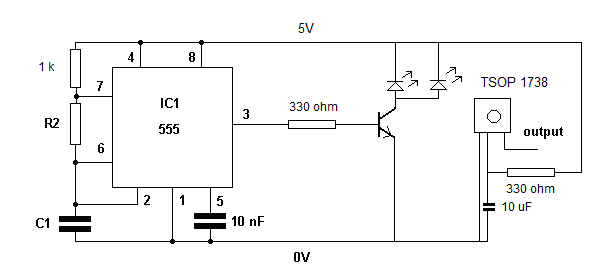 5V
4
8
1 k
7
TSOP 1738
IC1
330 ohm
3
R2
555
output
6
330 ohm
2
1
5
10 uF
C1
10 nF
0V